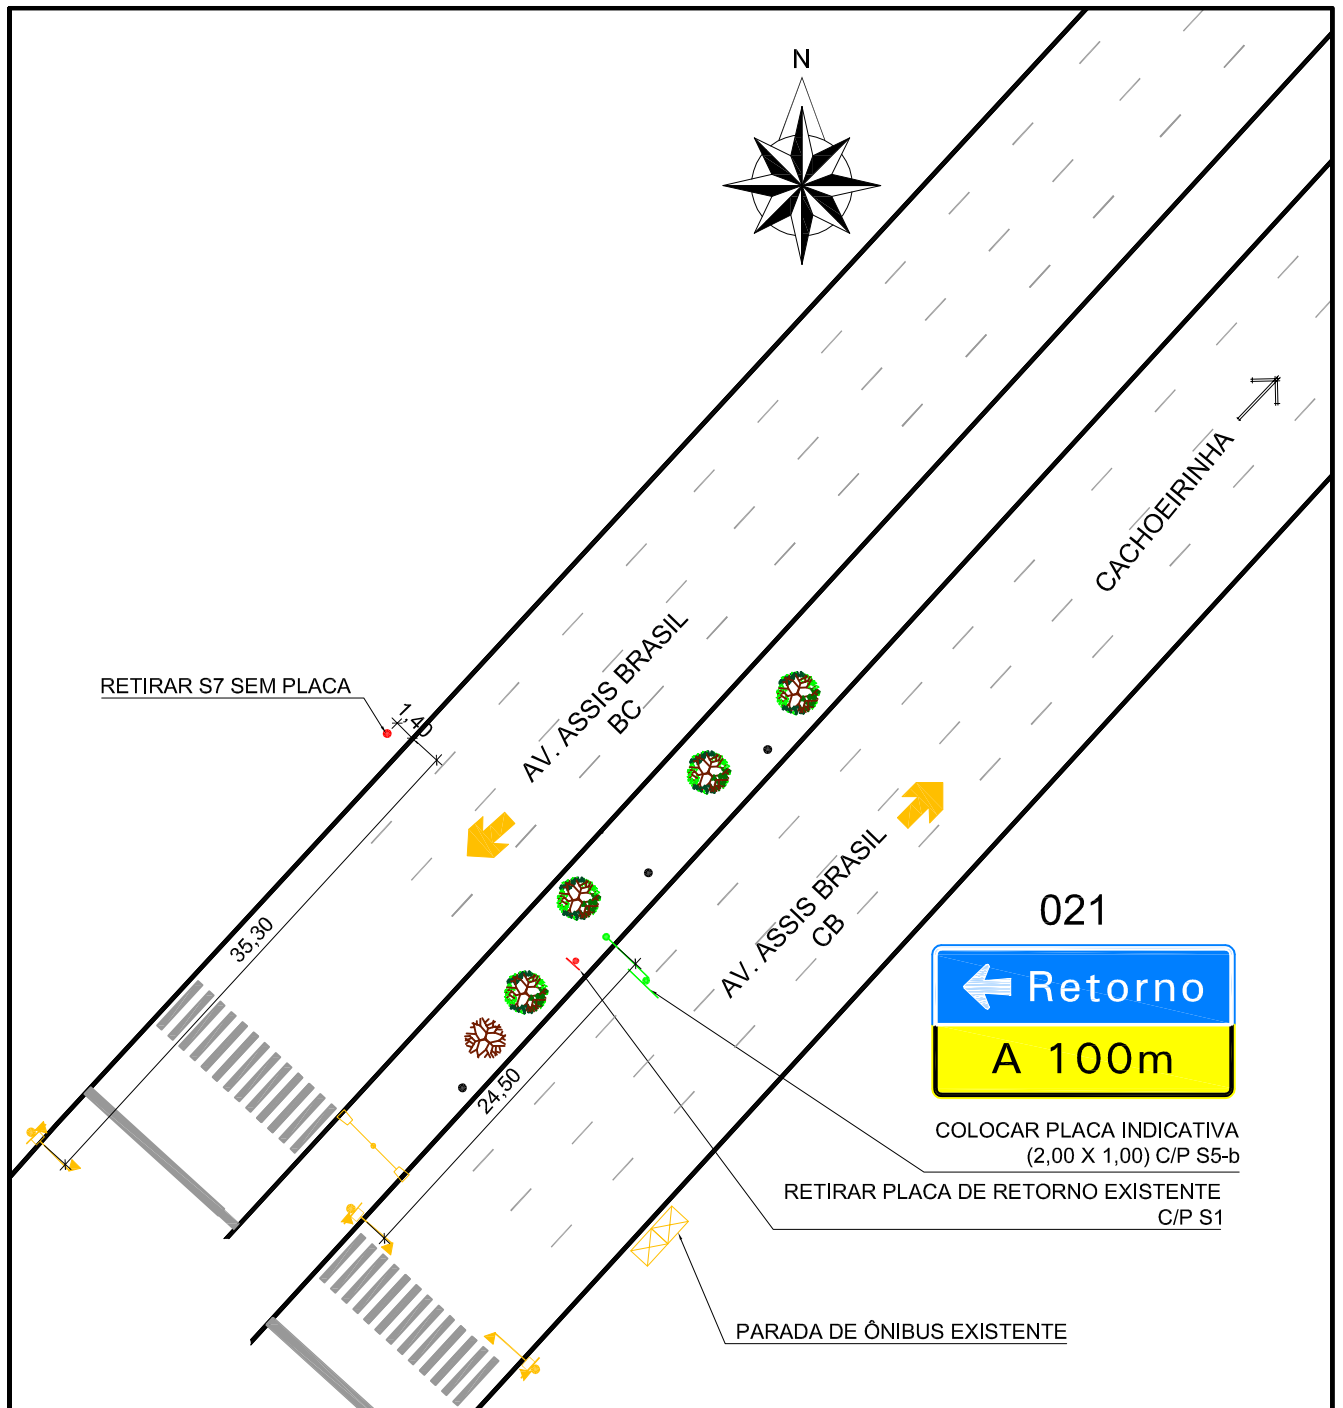 N
CACHOEIRINHA
RETIRAR S7 SEM PLACA
1,40
AV. ASSIS BRASIL
BC
AV. ASSIS BRASIL
CB
35,30
24,50
021
Retorno
A 100m
COLOCAR PLACA INDICATIVA
(2,00 X 1,00) C/P S5-b
RETIRAR PLACA DE RETORNO EXISTENTE
C/P S1
PARADA DE ÔNIBUS EXISTENTE